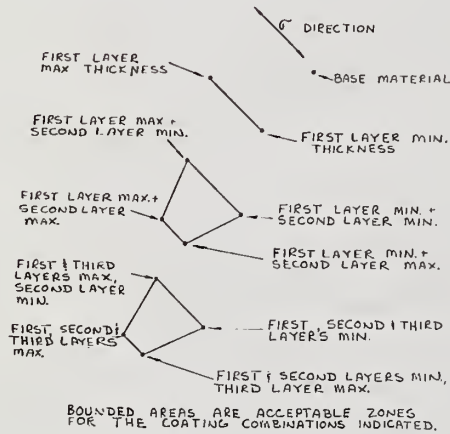 σ DIRECTION
FIRST LAYER
MAX THICKNESS
BASE MATERIAL
FIRST LAYER MAX +
SECOND LAYER MIN.
FIRST LAYER MIN.
THICKNESS
FIRST LAYER MAX.+
SECOND LAYER
MAX.
FIRST LAYER MIN. +
SECOND LAYER MIN.
FIRST LAYER MIN.+
SECOND LAYER MAX.
FIRST & THIRD
LAYERS MAX,
SECOND LAYER
MIN.
FIRST, SECOND &
THIRD LAYERS
MAX.
FIRST, SECOND & THIRD
LAYER'S MIN.
FIRST & SECOND LAYERS MIN.,
THIRD LAYER MAX.
BOUNDED AREAS ARE ACCEPTABLE ZONES
FOR THE COATING COMBINATIONS INDICATED.